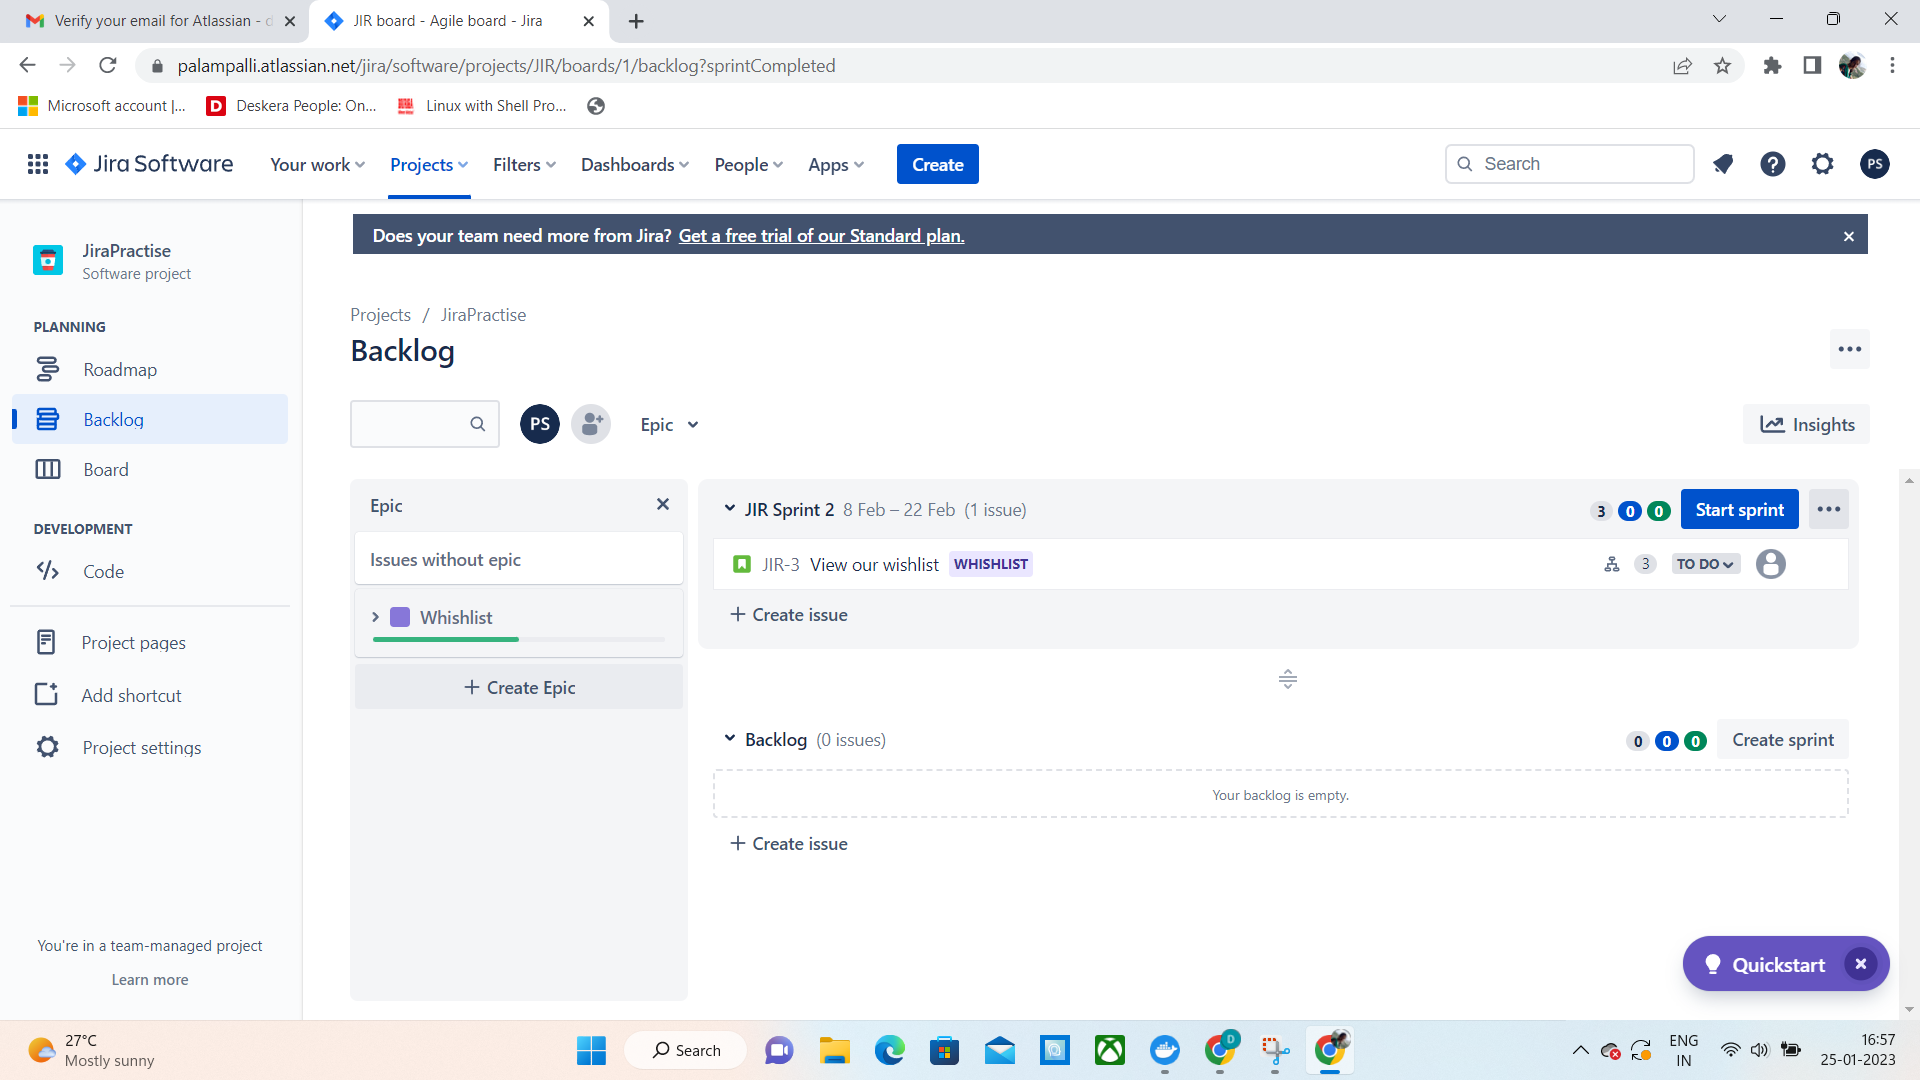 Verify your email for Atlassian - d
JIR board - Agile board - Jira
palampalli.atlassian.net/jira/software/projects/JIR/boards/1/backlog?sprintCompleted
Microsoft account |... Deskera People: On... Linux with Shell Pro...
Jira Software Your work Projects Filters Dashboards People Apps Create Search PS
JiraPractise
Software project
PLANNING
Roadmap
Backlog
Board
DEVELOPMENT
Code
Project pages
Add shortcut
Project settings
You're in a team-managed project
Learn more
Does your team need more from Jira? Get a free trial of our Standard plan.
Projects / JiraPractise
Backlog
PS Epic Insights
Epic
Issues without epic
Whishlist
+ Create Epic
JIR Sprint 2 8 Feb – 22 Feb (1 issue) 3 0 0 Start sprint
JIR-3 View our wishlist WHISHLIST 3 TO DO
+ Create issue
Backlog (0 issues) 0 0 0 Create sprint
Your backlog is empty.
+ Create issue
Quickstart
27°C
Mostly sunny
Search
D
ENG
IN
16:57
25-01-2023